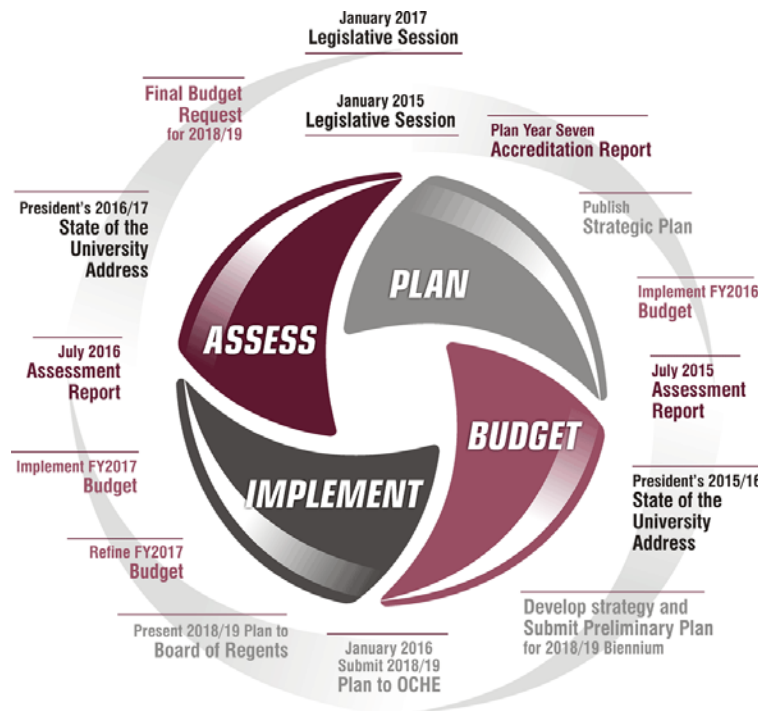 January 2017
Legislative Session
January 2015
Legislative Session
Plan Year Seven
Accreditation Report
Publish
Strategic Plan
Implement FY2016
Budget
July 2015
Assessment
Report
President's 2015/16
State of the
University
Address
Develop strategy and
Submit Preliminary Plan
for 2018/19 Biennium
January 2016
Submit 2018/19
Plan to OCHE
Present 2018/19 Plan to
Board of Regents
Refine FY2017
Budget
Implement FY2017
Budget
July 2016
Assessment
Report
President's 2016/17
State of the
University
Address
Final Budget
Request
for 2018/19
PLAN
BUDGET
IMPLEMENT
ASSESS